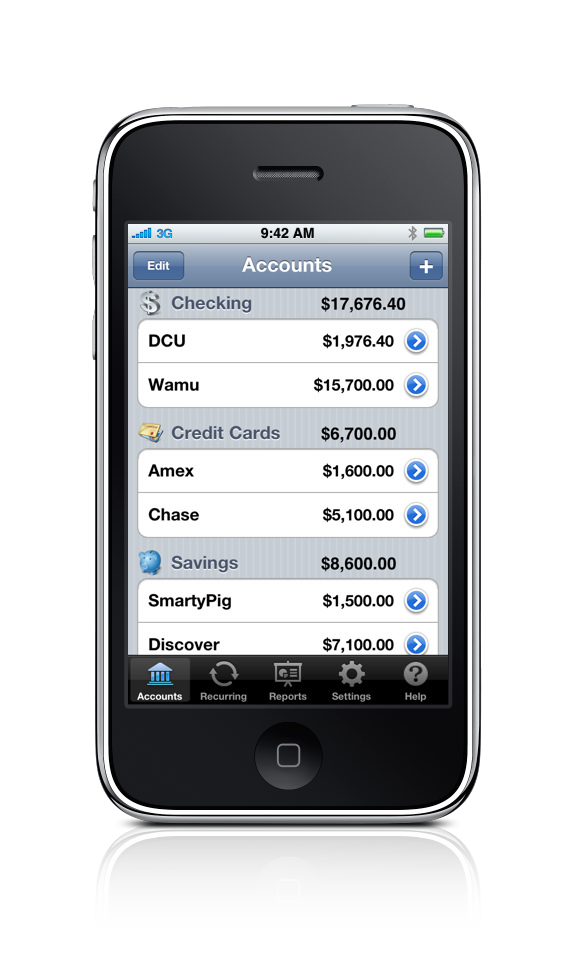 3G 9:42 AM
Edit Accounts +
Checking $17,676.40
DCU $1,976.40
Wamu $15,700.00
Credit Cards $6,700.00
Amex $1,600.00
Chase $5,100.00
Savings $8,600.00
SmartyPig $1,500.00
Discover $7,100.00
Accounts Recurring Reports Settings Help